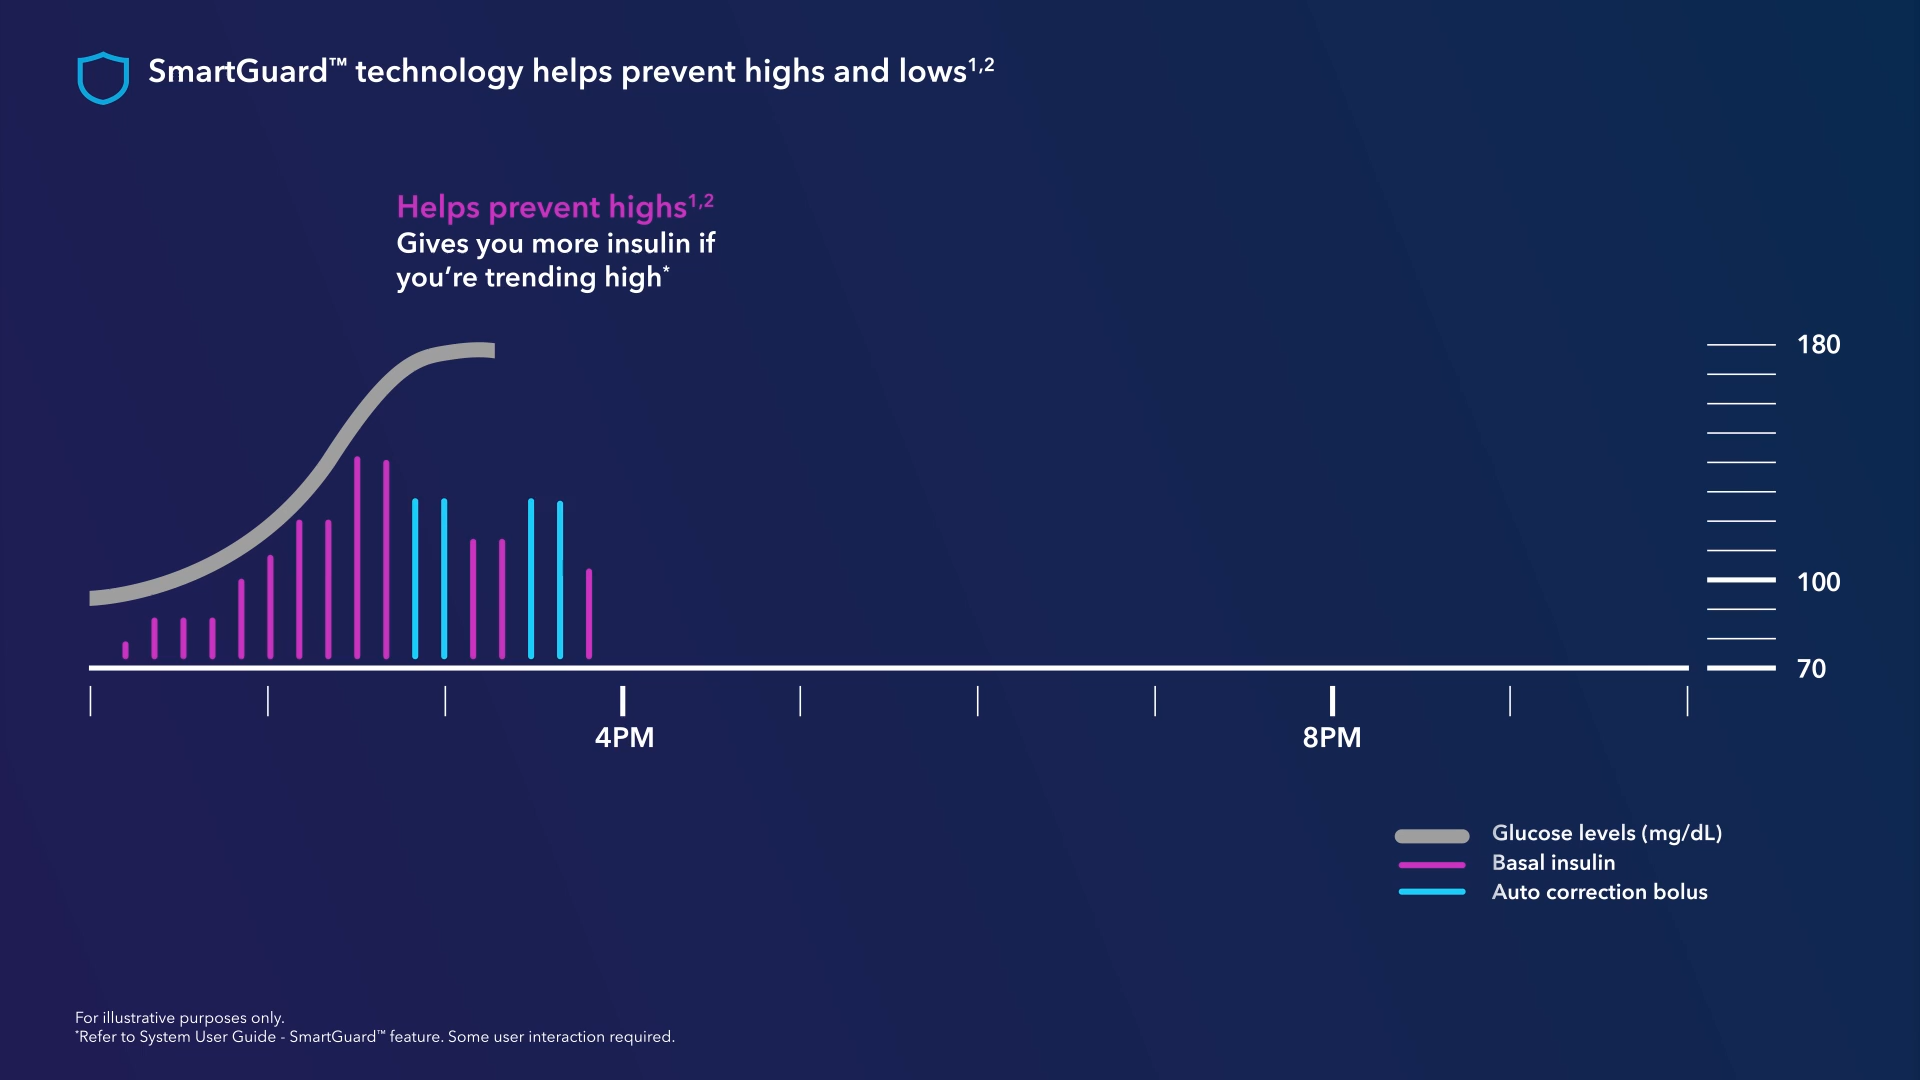 SmartGuard™ technology helps prevent highs and lows1,2
Helps prevent highs1,2
Gives you more insulin if
you’re trending high*
180
100
70
4PM
8PM
Glucose levels (mg/dL)
Basal insulin
Auto correction bolus
For illustrative purposes only.
*Refer to System User Guide - SmartGuard™ feature. Some user interaction required.